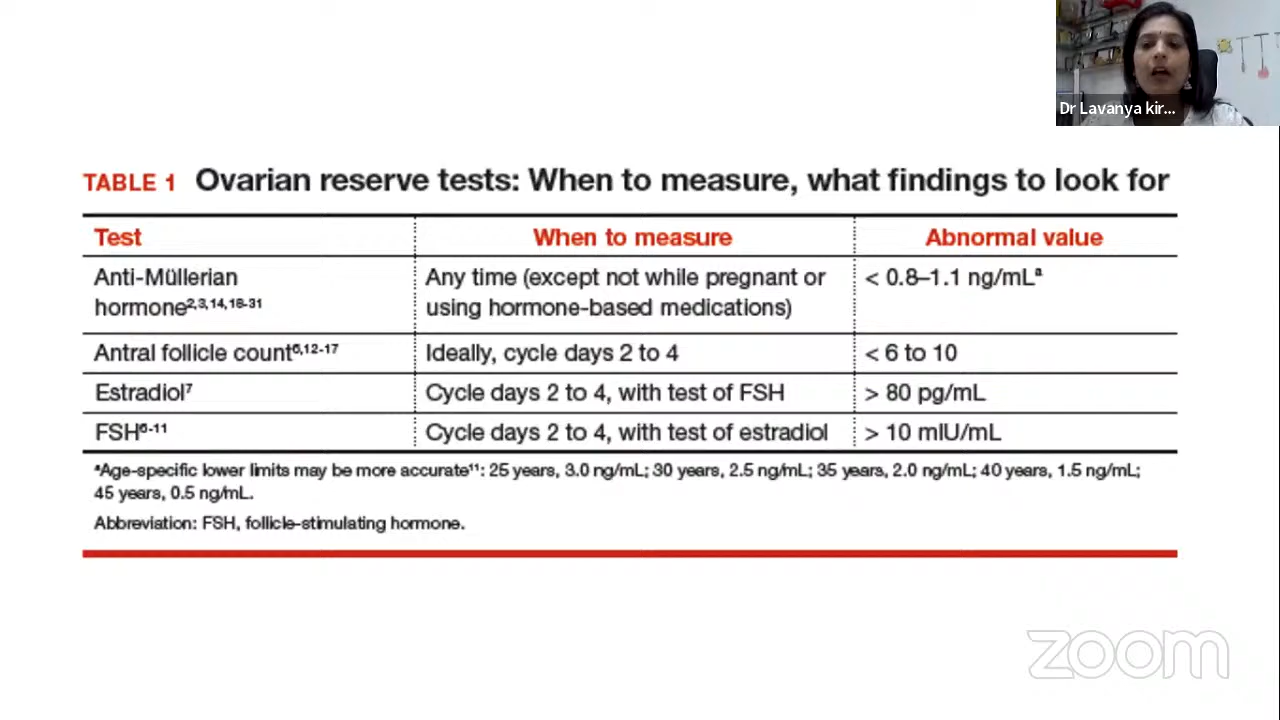 Dr Lavanya kir...
TABLE 1 Ovarian reserve tests: When to measure, what findings to look for
Test When to measure Abnormal value
Anti-Müllerian Any time (except not while pregnant or < 0.8–1.1 ng/mLª
hormone2,3,14,18-31 using hormone-based medications)
Antral follicle count6,12-17 Ideally, cycle days 2 to 4 < 6 to 10
Estradiol7 Cycle days 2 to 4, with test of FSH > 80 pg/mL
FSH6-11 Cycle days 2 to 4, with test of estradiol > 10 mIU/mL
ªAge-specific lower limits may be more accurate11: 25 years, 3.0 ng/mL; 30 years, 2.5 ng/mL; 35 years, 2.0 ng/mL; 40 years, 1.5 ng/mL;
45 years, 0.5 ng/mL.
Abbreviation: FSH, follicle-stimulating hormone.
zoom